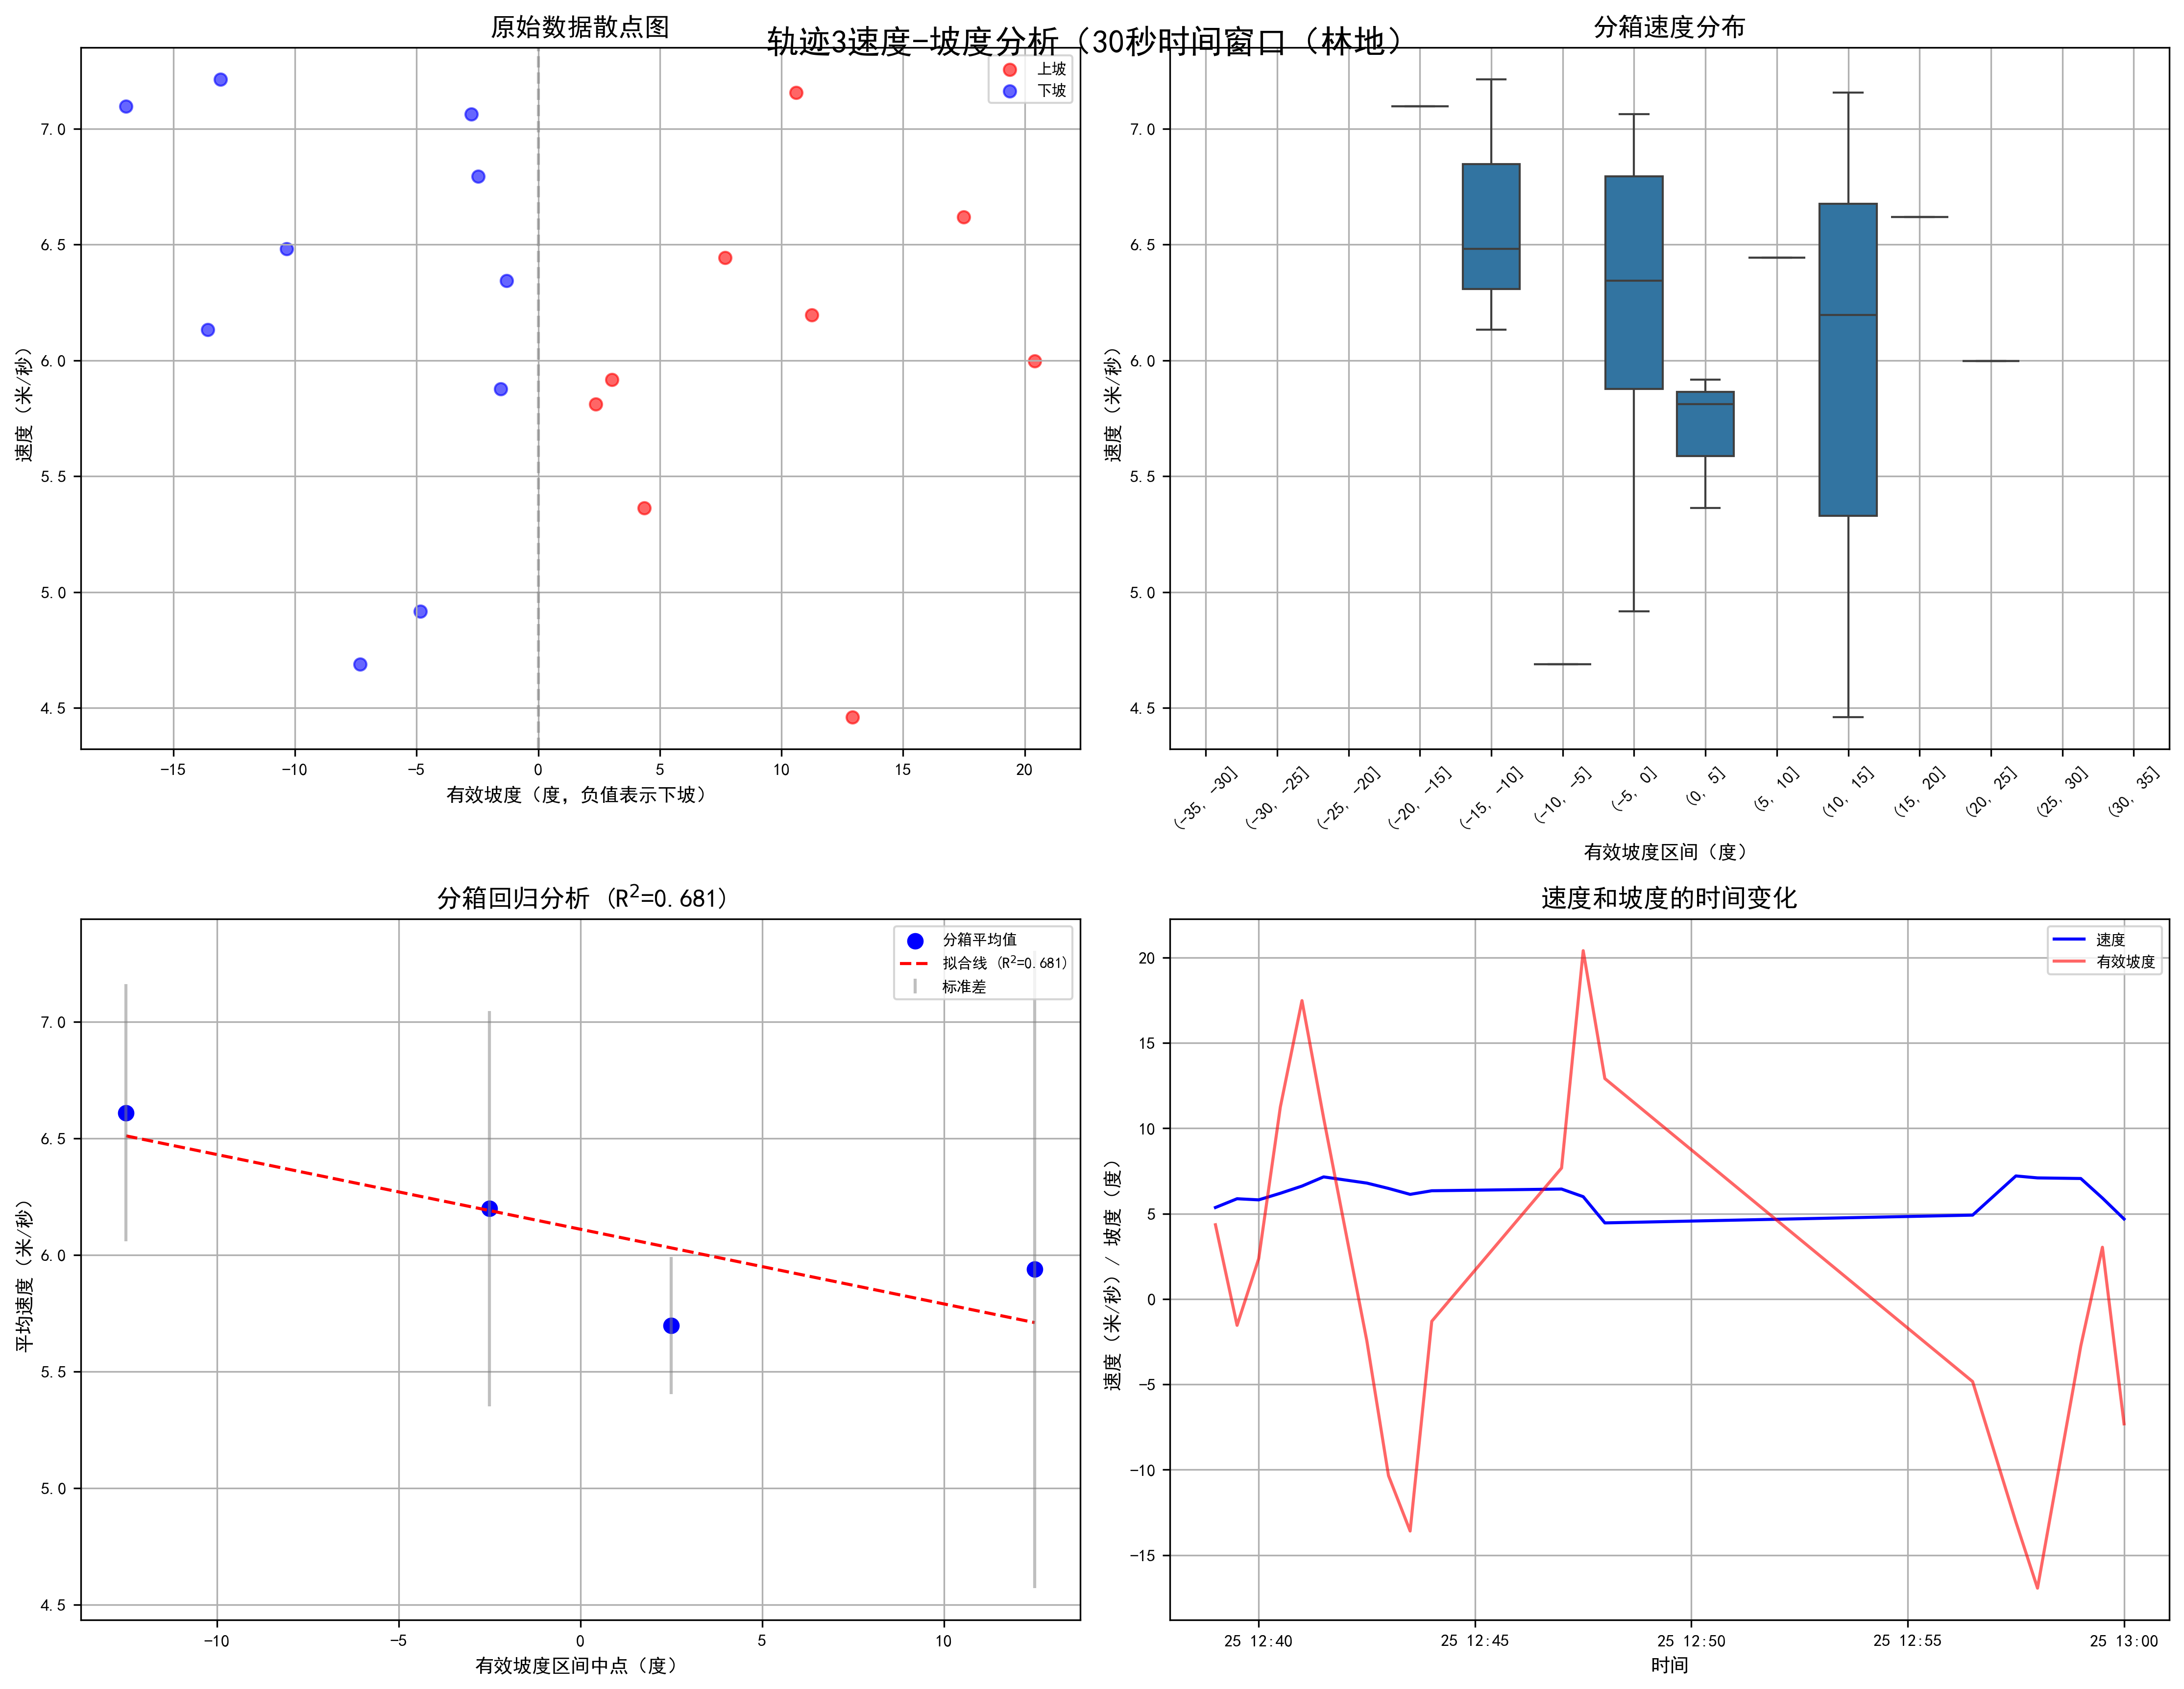 轨迹3速度-坡度分析（30秒时间窗口（林地）
原始数据散点图
上坡
下坡
速度（米/秒）
7.0
6.5
6.0
5.5
5.0
4.5
-15
-10
-5
0
5
10
15
20
有效坡度（度，负值表示下坡）
分箱速度分布
速度（米/秒）
7.0
6.5
6.0
5.5
5.0
4.5
(-35, -30]
(-30, -25]
(-25, -20]
(-20, -15]
(-15, -10]
(-10, -5]
(-5, 0]
(0, 5]
(5, 10]
(10, 15]
(15, 20]
(20, 25]
(25, 30]
(30, 35]
有效坡度区间（度）
分箱回归分析 (R²=0.681)
分箱平均值
拟合线 (R²=0.681)
标准差
平均速度（米/秒）
7.0
6.5
6.0
5.5
5.0
4.5
-10
-5
0
5
10
有效坡度区间中点（度）
速度和坡度的时间变化
速度
有效坡度
速度（米/秒）/ 坡度（度）
20
15
10
5
0
-5
-10
-15
25 12:40
25 12:45
25 12:50
25 12:55
25 13:00
时间